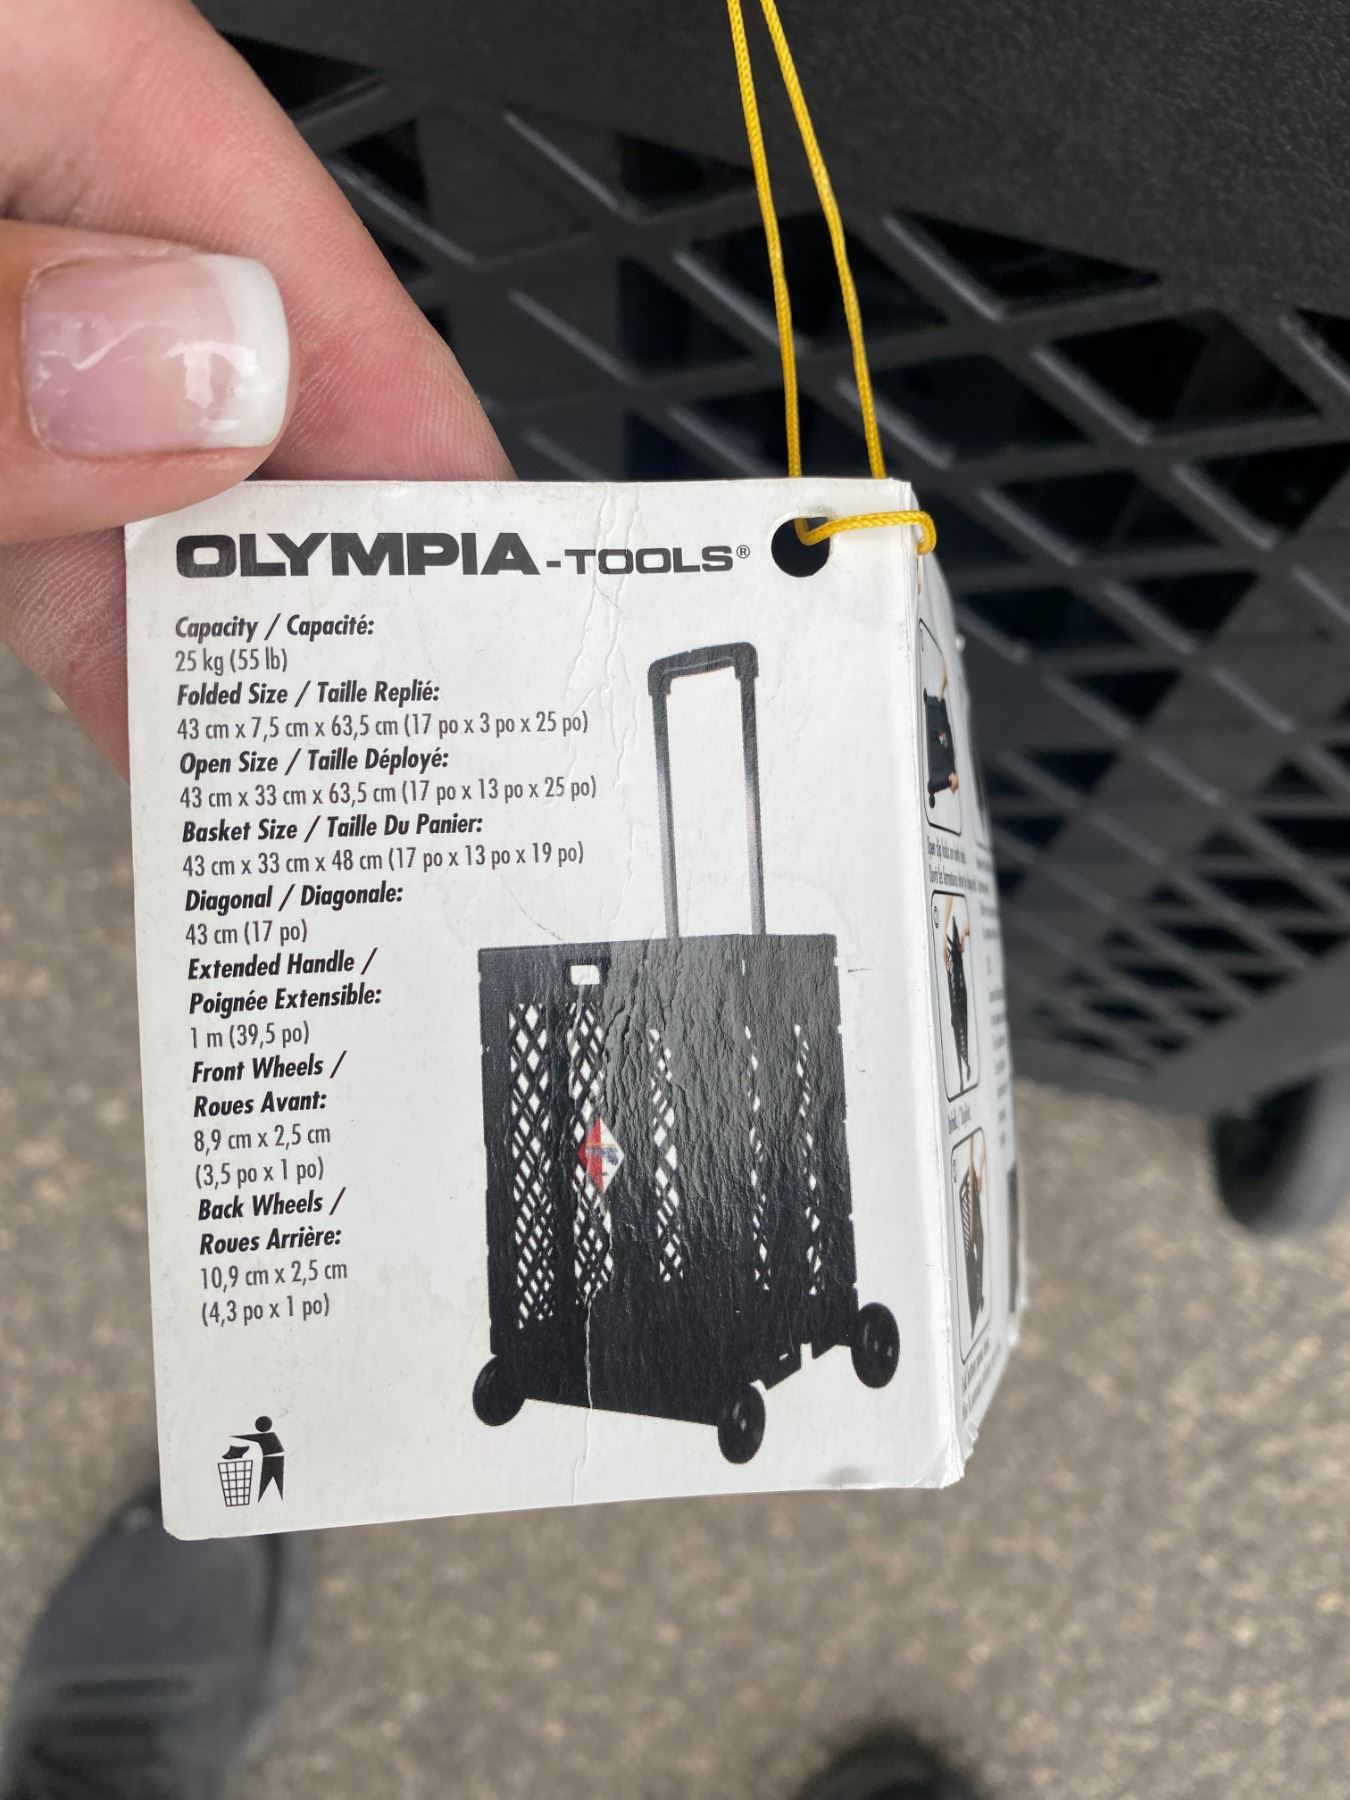 OLYMPIA-TOOLS®
Capacity / Capacité:
25 kg (55 lb)
Folded Size / Taille Replié:
43 cm x 7,5 cm x 63,5 cm (17 po x 3 po x 25 po)
Open Size / Taille Déployé:
43 cm x 33 cm x 63,5 cm (17 po x 13 po x 25 po)
Basket Size / Taille Du Panier:
43 cm x 33 cm x 48 cm (17 po x 13 po x 19 po)
Diagonal / Diagonale:
43 cm (17 po)
Extended Handle /
Poignée Extensible:
1 m (39,5 po)
Front Wheels /
Roues Avant:
8,9 cm x 2,5 cm
(3,5 po x 1 po)
Back Wheels /
Roues Arrière:
10,9 cm x 2,5 cm
(4,3 po x 1 po)